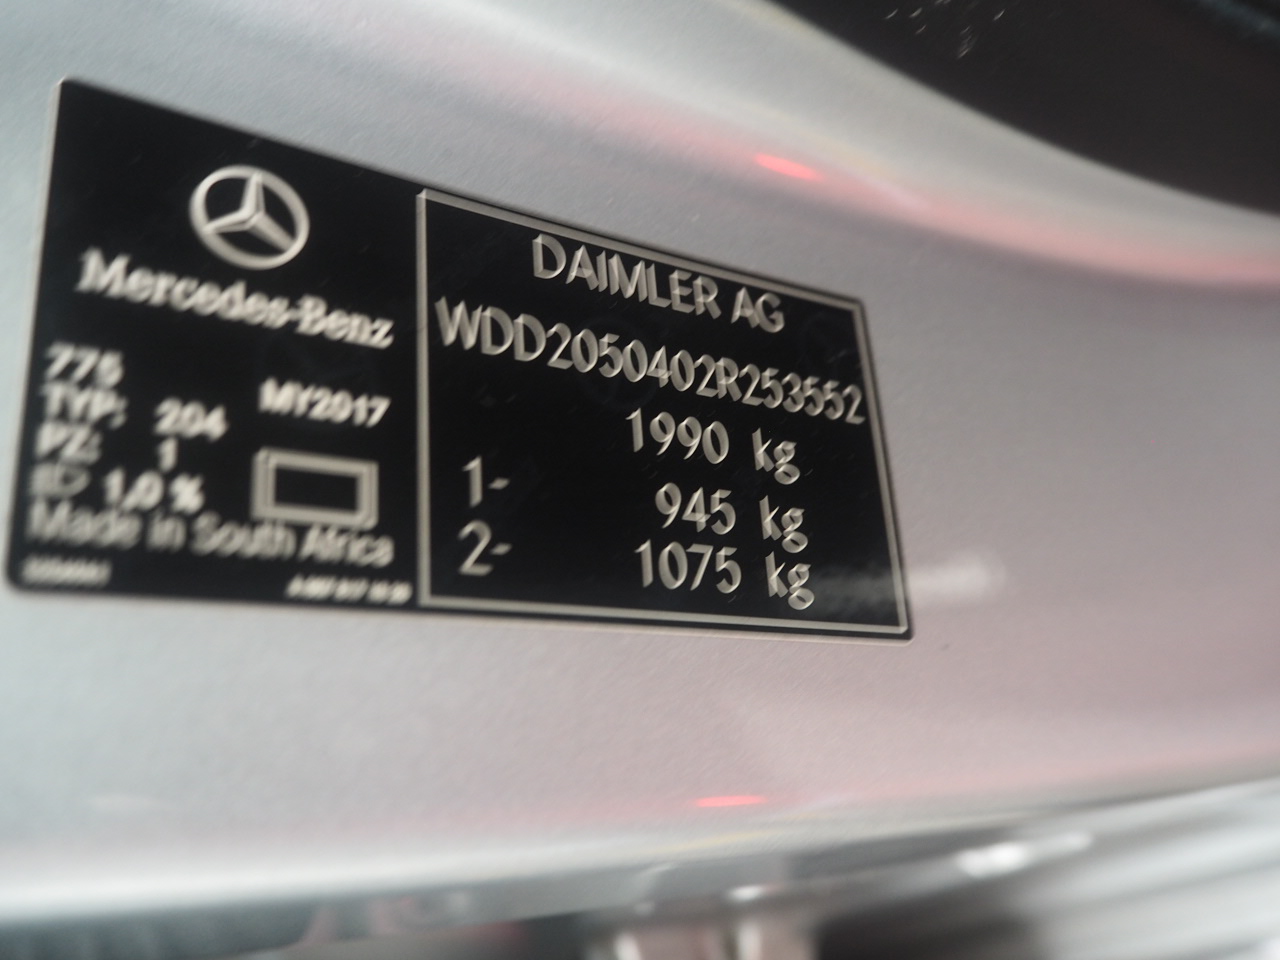 Mercedes-Benz
775
TYP: 204 MY2017
PZ: 1
1,0 %
Made in South Africa
DAIMLER AG
WDD2050402R253552
1990 kg
1- 945 kg
2- 1075 kg